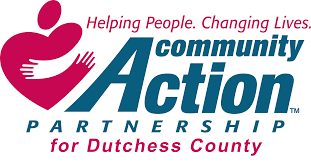 Helping People. Changing Lives.
community
Action™
PARTNERSHIP
for Dutchess County